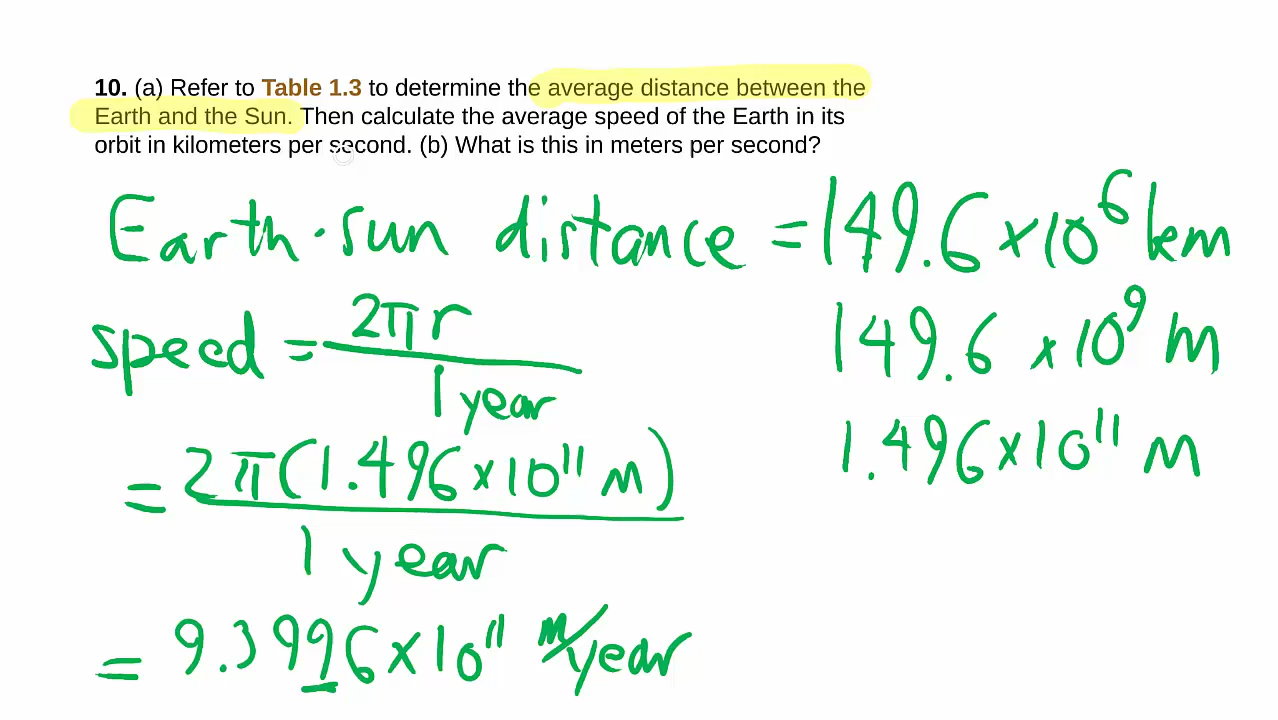 10. (a) Refer to Table 1.3 to determine the average distance between the
Earth and the Sun. Then calculate the average speed of the Earth in its
orbit in kilometers per second. (b) What is this in meters per second?
Earth-sun distance = 149.6 × 10⁶ km
149.6 × 10⁹ m
1.496 × 10¹¹ m
speed = 2πr / 1 year
= 2π(1.496 × 10¹¹ m) / 1 year
= 9.3996 × 10¹¹ m/year